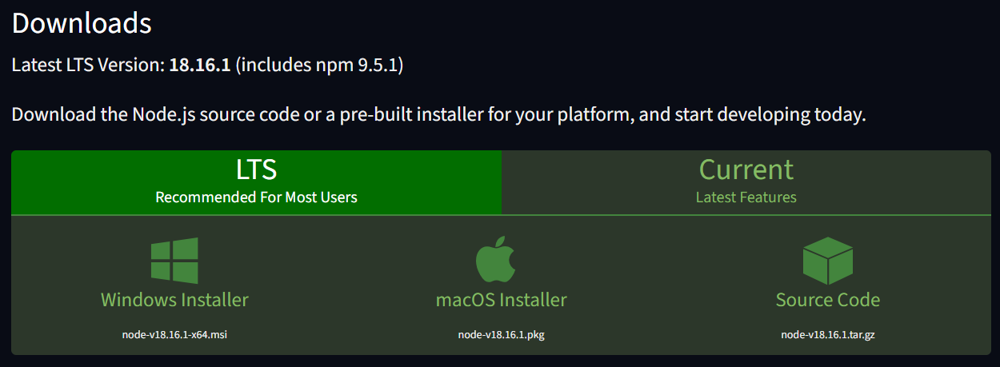 Downloads
Latest LTS Version: 18.16.1 (includes npm 9.5.1)
Download the Node.js source code or a pre-built installer for your platform, and start developing today.
LTS
Recommended For Most Users
Current
Latest Features
Windows Installer
node-v18.16.1-x64.msi
macOS Installer
node-v18.16.1.pkg
Source Code
node-v18.16.1.tar.gz